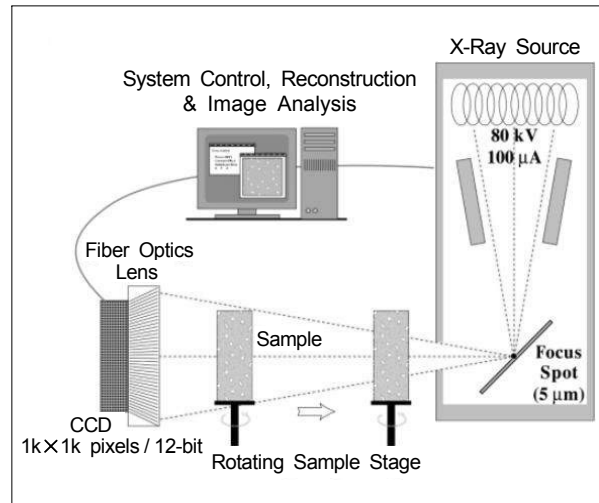 X-Ray Source
System Control, Reconstruction
& Image Analysis
80 kV
100 µA
Fiber Optics
Lens
Sample
Focus
Spot
(5 µm)
CCD
1k×1k pixels / 12-bit
Rotating Sample Stage